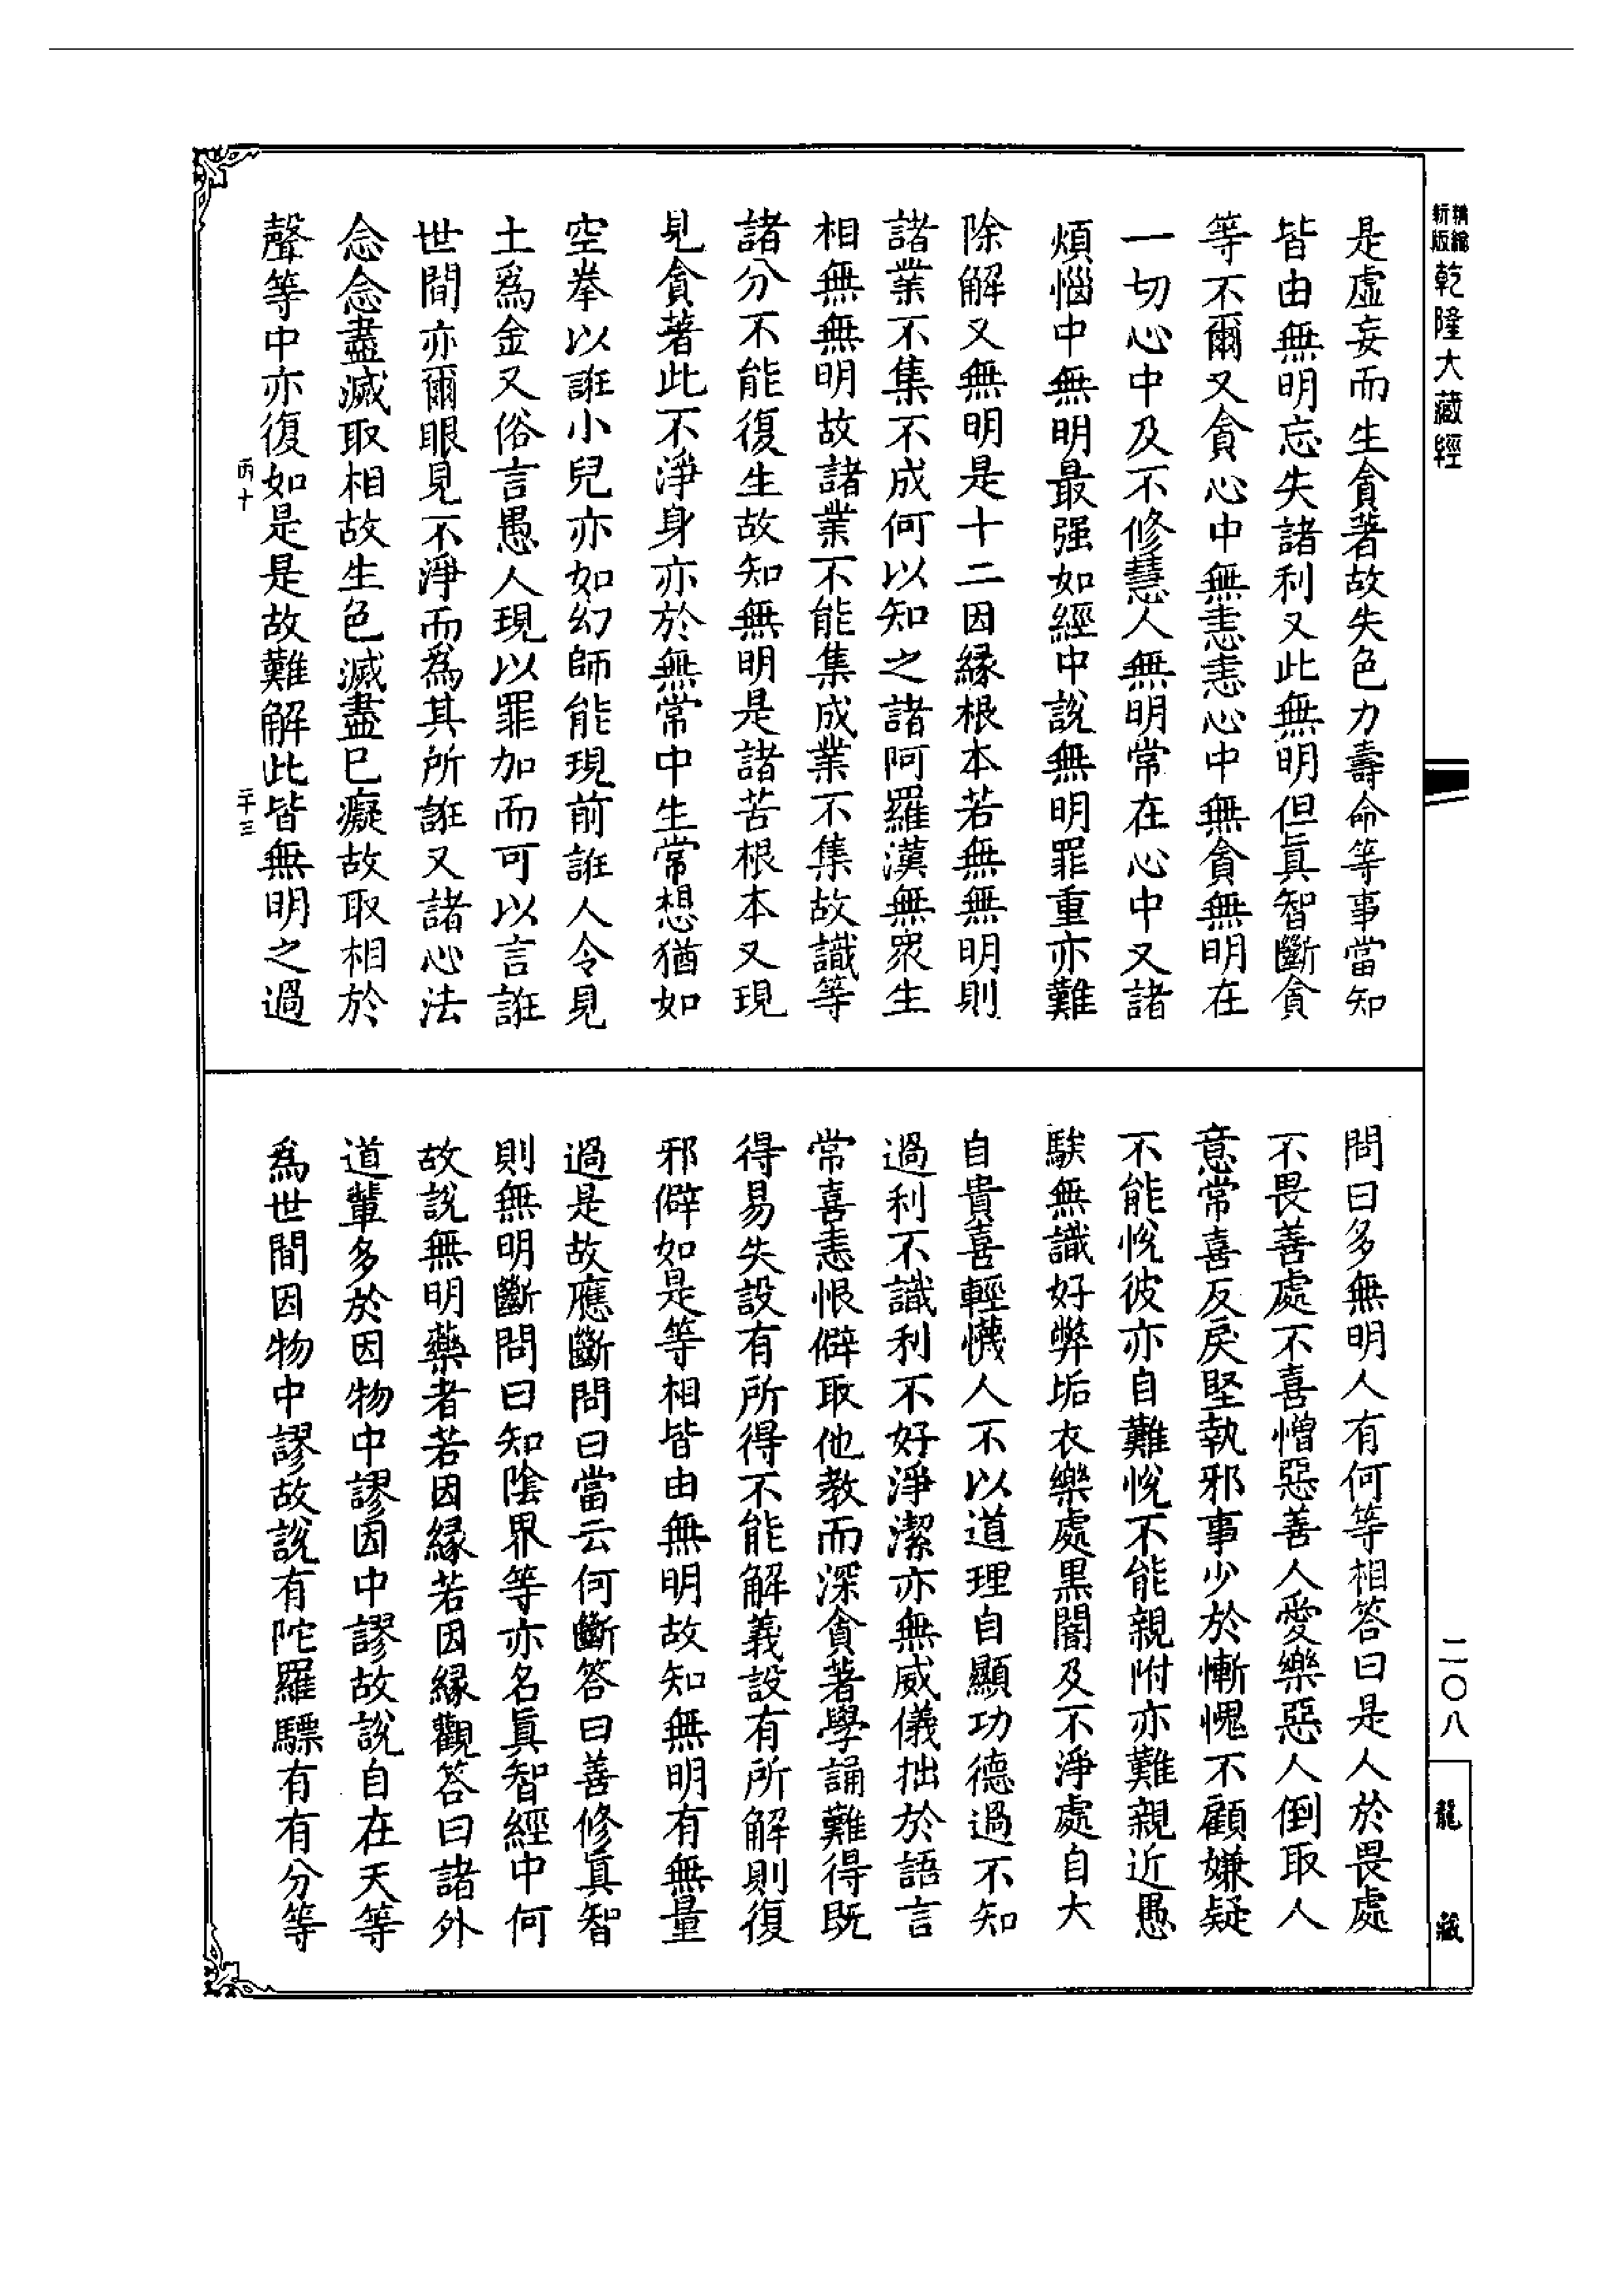 精縮新版乾隆大藏經
是虛妄而生貪著故失色力壽命等事當知
皆由無明忘失諸利又此無明但眞智斷貪
等不爾又貪心中無恚恚心中無貪無明在
一切心中及不修慧人無明常在心中又諸
煩惱中無明最强如經中說無明罪重亦難
除解又無明是十二因緣根本若無無明則
諸業不集不成何以知之諸阿羅漢無衆生
相無無明故諸業不能集成業不集故識等
諸分不能復生故知無明是諸苦根本又現
見貪著此不淨身亦於無常中生常想猶如
空拳以誑小兒亦如幻師能現前誑人令見
土爲金又俗言愚人現以罪加而可以言誑
世間亦爾眼見不淨而爲其所誑又諸心法
念念盡滅取相故生色滅盡已癡故取相於
聲等中亦復如是是故難解此皆無明之過
丙十 二十三
問曰多無明人有何等相答曰是人於畏處
不畏善處不喜憎惡善人愛樂惡人倒取人
意常喜反戾堅執邪事少於慚愧不顧嫌疑
不能悅彼亦自難悅不能親附亦難親近愚
騃無識好弊垢衣樂處黑闇及不淨處自大
自貴喜輕懱人不以道理自顯功德過不知
過利不識利不好淨潔亦無威儀拙於語言
常喜恚恨僻取他教而深貪著學誦難得既
得易失設有所得不能解義設有所解則復
邪僻如是等相皆由無明故知無明有無量
過是故應斷問曰當云何斷答曰善修眞智
則無明斷問曰知陰界等亦名眞智經中何
故說無明藥者若因緣若因緣觀答曰諸外
道輩多於因物中謬因中謬故說自在天等
爲世間因物中謬故說有陀羅驃有有分等
二〇八
龍藏